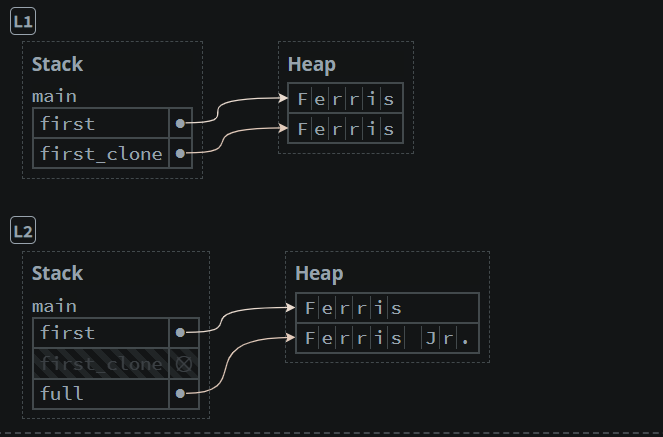 L1
Stack
Heap
main
first
first_clone
Ferris
Ferris
L2
Stack
Heap
main
first
first_clone
full
Ferris
Ferris Jr.